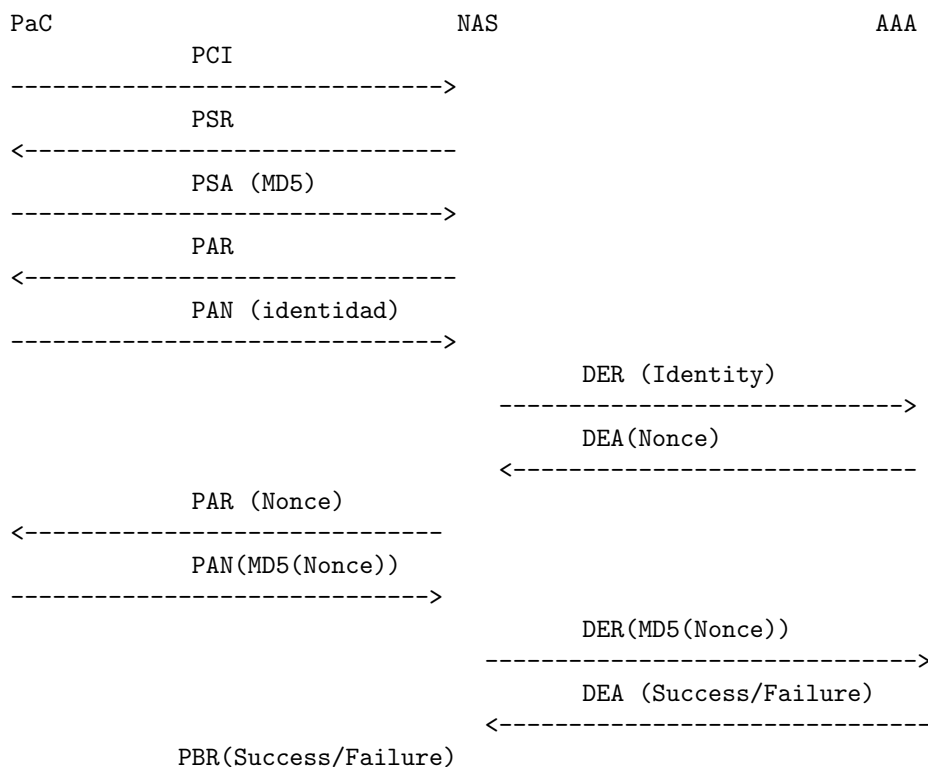 PaC NAS AAA
PCI
------------------------------->
PSR
<-------------------------------
PSA (MD5)
------------------------------->
PAR
<-------------------------------
PAN (identidad)
------------------------------->
DER (Identity)
----------------------------->
DEA(Nonce)
<-----------------------------
PAR (Nonce)
<------------------------------
PAN(MD5(Nonce))
------------------------------>
DER(MD5(Nonce))
------------------------------->
DEA (Success/Failure)
<-------------------------------
PBR(Success/Failure)